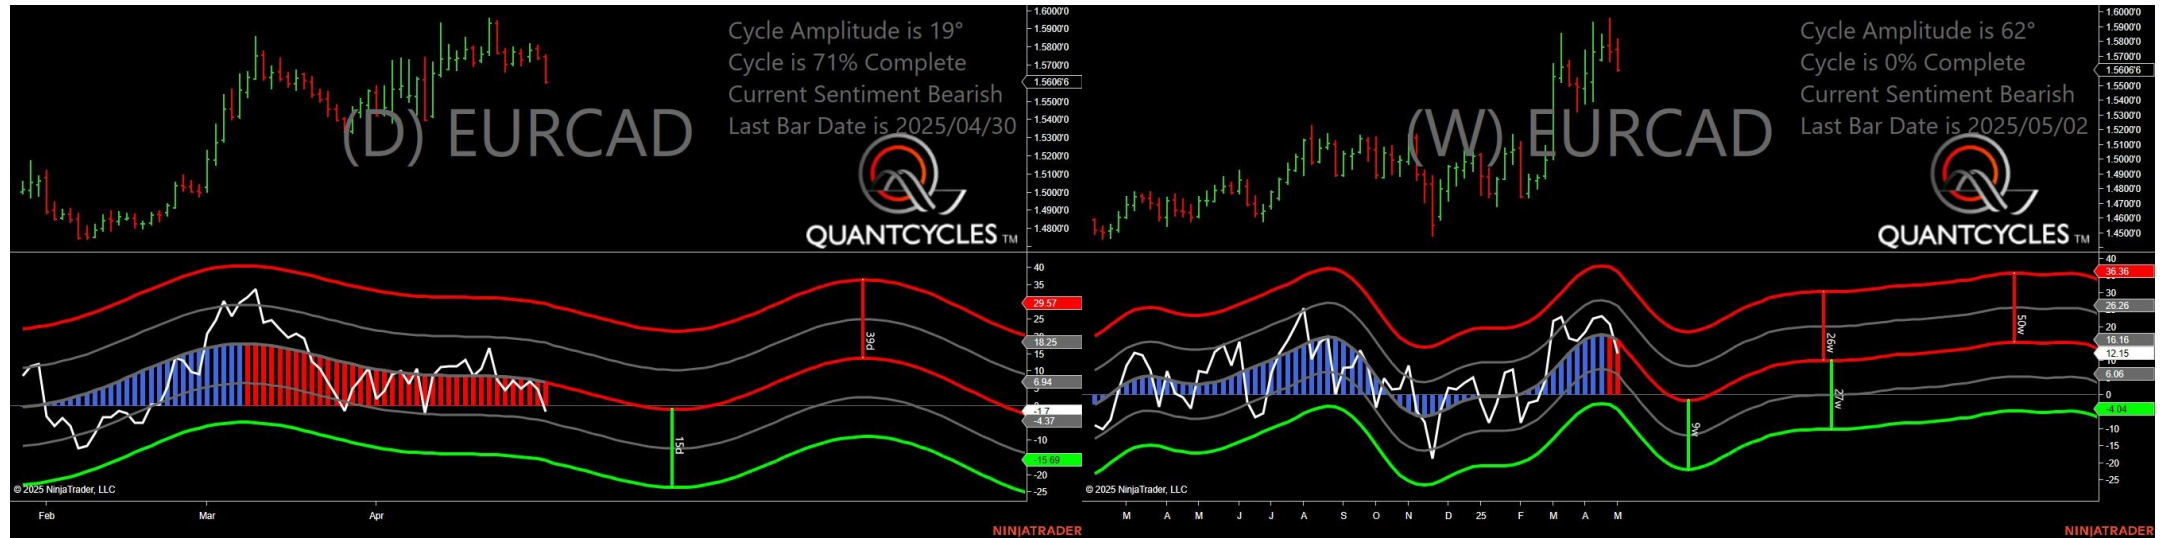 Cycle Amplitude is 19°
Cycle is 71% Complete
Current Sentiment Bearish
Last Bar Date is 2025/04/30
(D) EURCAD
QUANTCYCLES TM
1.6000'0
1.5900'0
1.5800'0
1.5700'0
1.5606'6
1.5500'0
1.5400'0
1.5300'0
1.5200'0
1.5100'0
1.5000'0
1.4900'0
1.4800'0
40
35
29.57
25
18.25
15
10
6.94
-1.7
-4.37
-10
-15.69
-20
-25
39d
15d
© 2025 NinjaTrader, LLC
Feb Mar Apr
NINJATRADER
Cycle Amplitude is 62°
Cycle is 0% Complete
Current Sentiment Bearish
Last Bar Date is 2025/05/02
(W) EURCAD
QUANTCYCLES TM
1.6000'0
1.5900'0
1.5800'0
1.5700'0
1.5606'6
1.5500'0
1.5400'0
1.5300'0
1.5200'0
1.5100'0
1.5000'0
1.4900'0
1.4800'0
1.4700'0
1.4600'0
1.4500'0
40
36.36
30
26.26
20
16.16
12.15
6.06
0
-4.04
-10
-15
-20
-25
26w
50w
27w
9w
© 2025 NinjaTrader, LLC
M A M J J A S O N D 25 F M A M
NINJATRADER